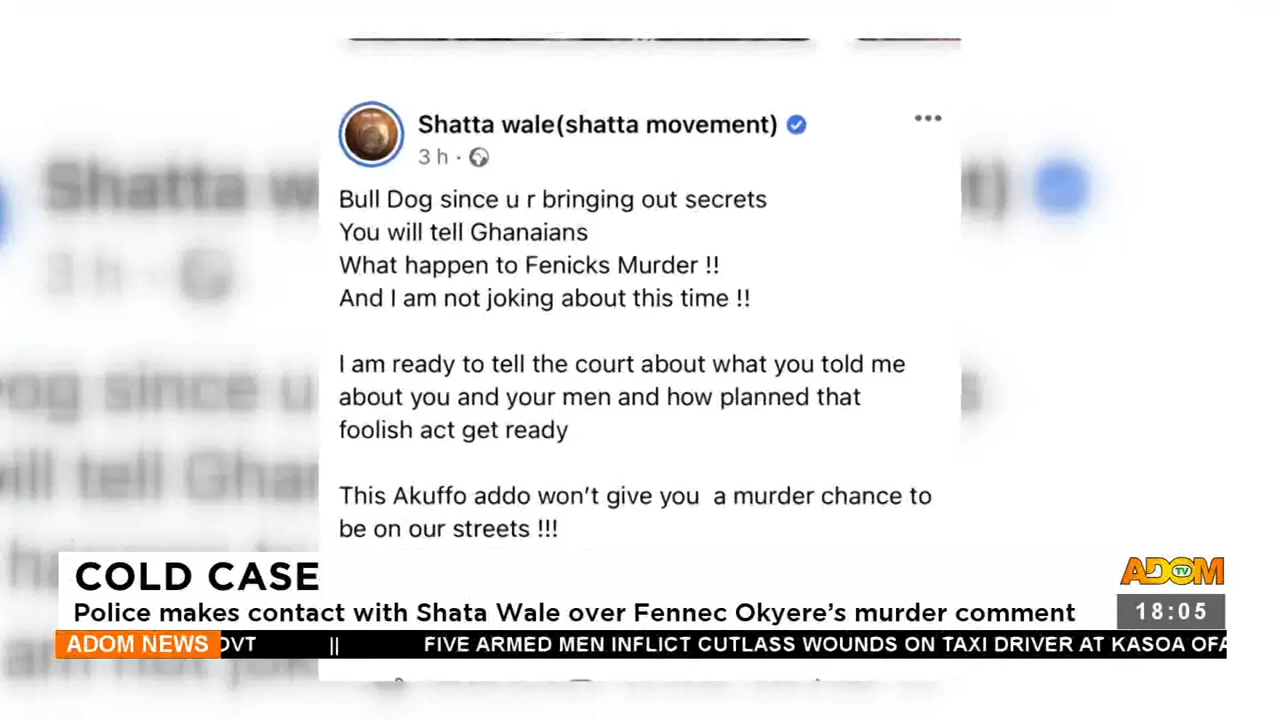 Shatta wale(shatta movement)
3 h ·
Bull Dog since u r bringing out secrets
You will tell Ghanaians
What happen to Fenicks Murder !!
And I am not joking about this time !!
I am ready to tell the court about what you told me
about you and your men and how planned that
foolish act get ready
This Akuffo addo won't give you a murder chance to
be on our streets !!!
COLD CASE
Police makes contact with Shata Wale over Fennec Okyere's murder comment
ADOM TV
18:05
ADOM NEWS
OVT || FIVE ARMED MEN INFLICT CUTLASS WOUNDS ON TAXI DRIVER AT KASOA OFA